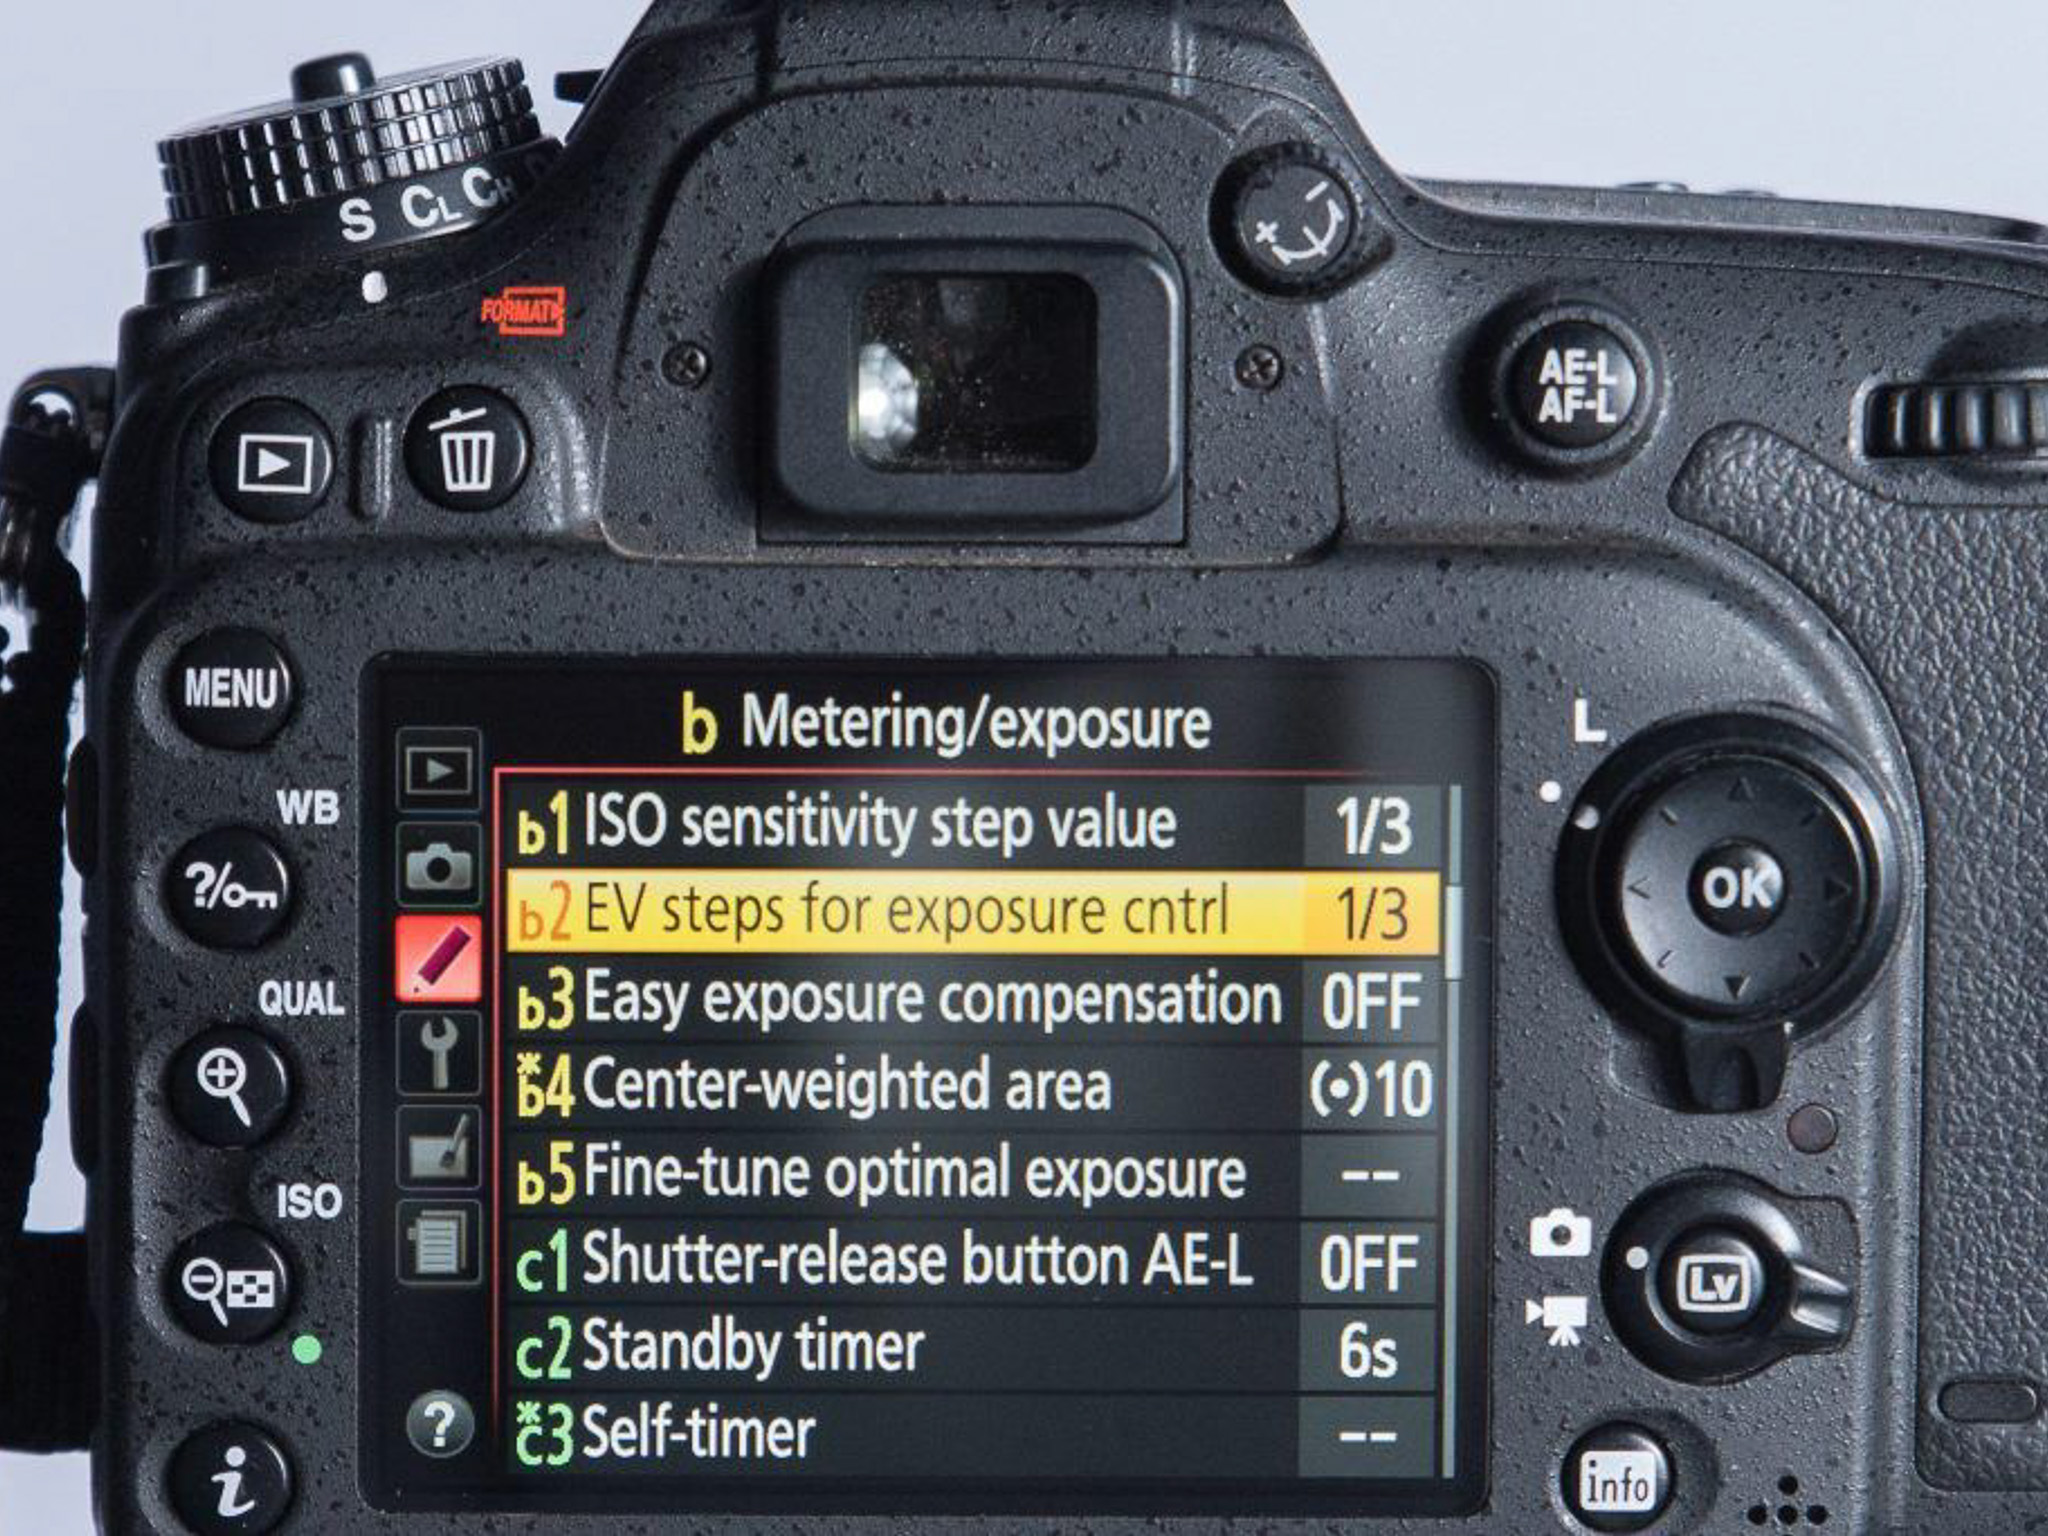 S CL CH
FORMAT
AE-L
AF-L
MENU
WB
?
QUAL
ISO
i
b Metering/exposure
b1 ISO sensitivity step value 1/3
b2 EV steps for exposure cntrl 1/3
b3 Easy exposure compensation OFF
*b4 Center-weighted area (•)10
b5 Fine-tune optimal exposure --
c1 Shutter-release button AE-L OFF
c2 Standby timer 6s
*c3 Self-timer --
?
L
OK
Lv
info